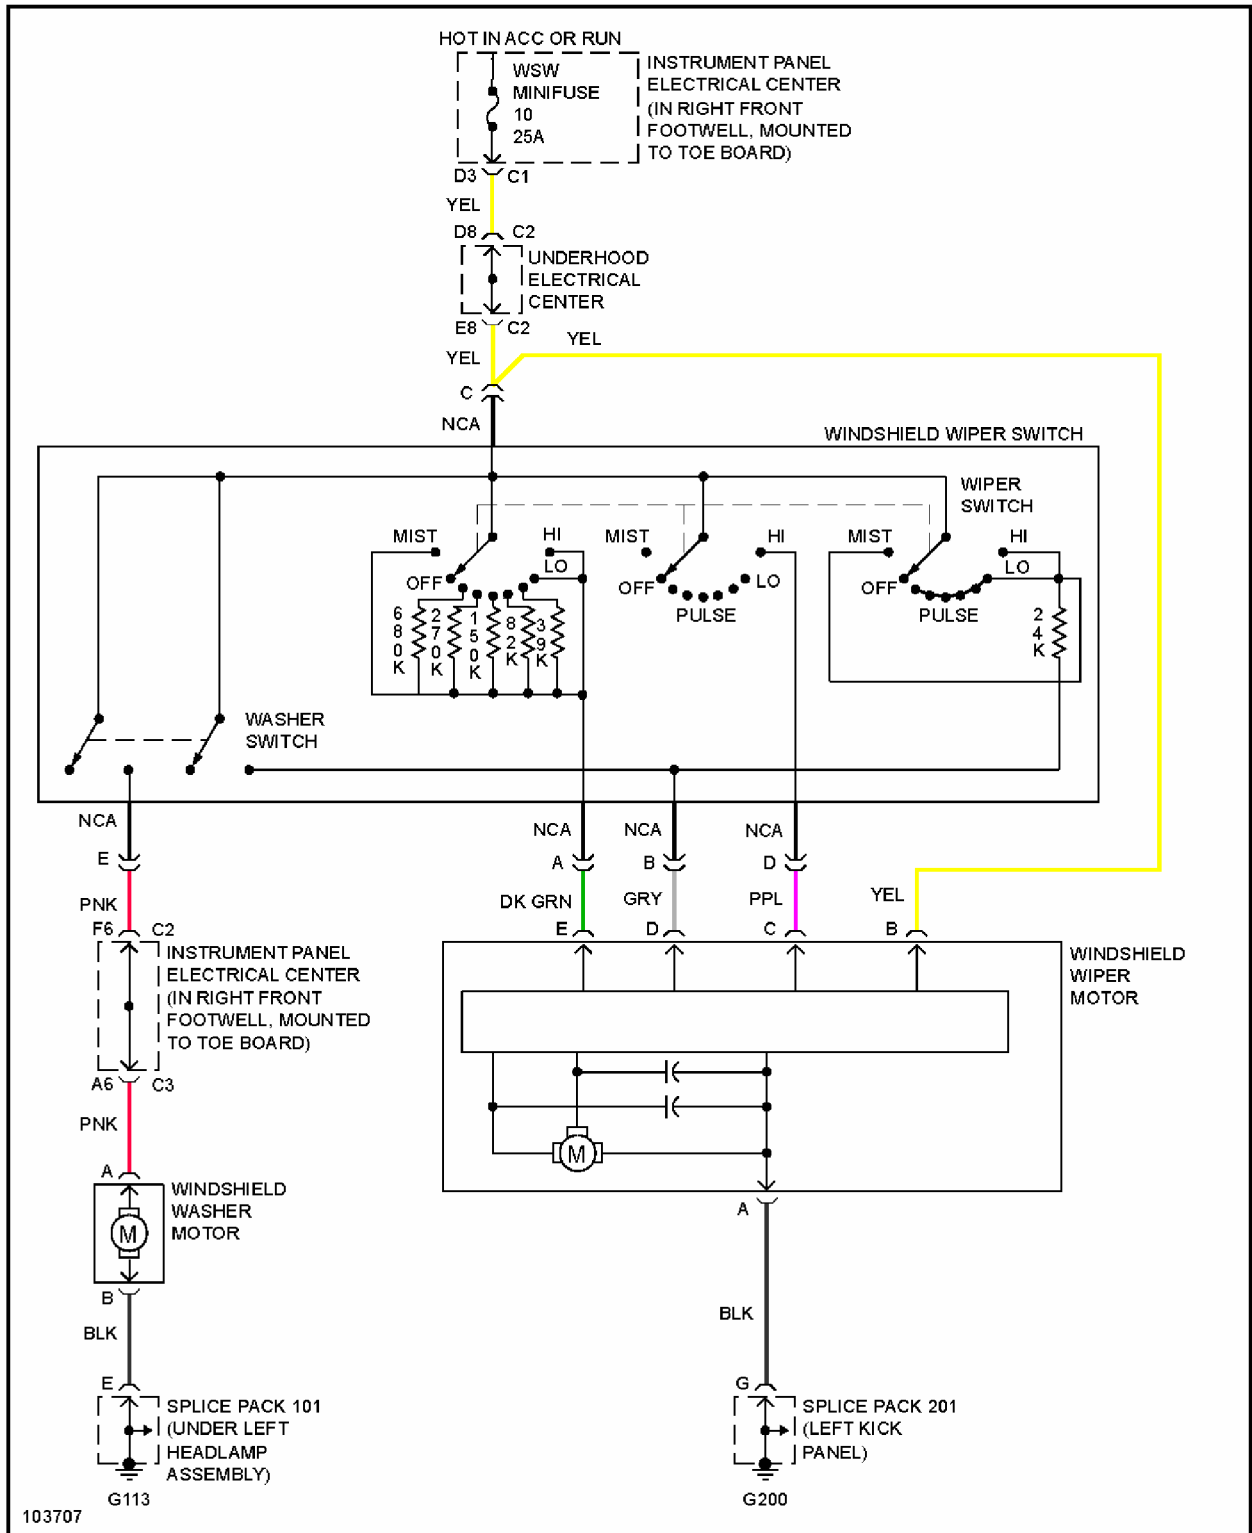 HOT IN ACC OR RUN
WSW
MINIFUSE
10
25A
INSTRUMENT PANEL
ELECTRICAL CENTER
(IN RIGHT FRONT
FOOTWELL, MOUNTED
TO TOE BOARD)
D3 C1
YEL
D8 C2
UNDERHOOD
ELECTRICAL
CENTER
E8 C2
YEL
YEL
C
NCA
WINDSHIELD WIPER SWITCH
WIPER
SWITCH
MIST
HI
LO
OFF
680K
270K
150K
82K
39K
MIST
HI
LO
OFF
PULSE
MIST
HI
LO
OFF
PULSE
24K
WASHER
SWITCH
NCA
NCA
NCA
NCA
E
A
B
D
PNK
DK GRN
GRY
PPL
YEL
F6 C2
E
D
C
B
INSTRUMENT PANEL
ELECTRICAL CENTER
(IN RIGHT FRONT
FOOTWELL, MOUNTED
TO TOE BOARD)
WINDSHIELD
WIPER
MOTOR
A6 C3
PNK
M
A
WINDSHIELD
WASHER
MOTOR
M
A
B
BLK
BLK
E
SPLICE PACK 101
(UNDER LEFT
HEADLAMP
ASSEMBLY)
G
SPLICE PACK 201
(LEFT KICK
PANEL)
G113
G200
103707